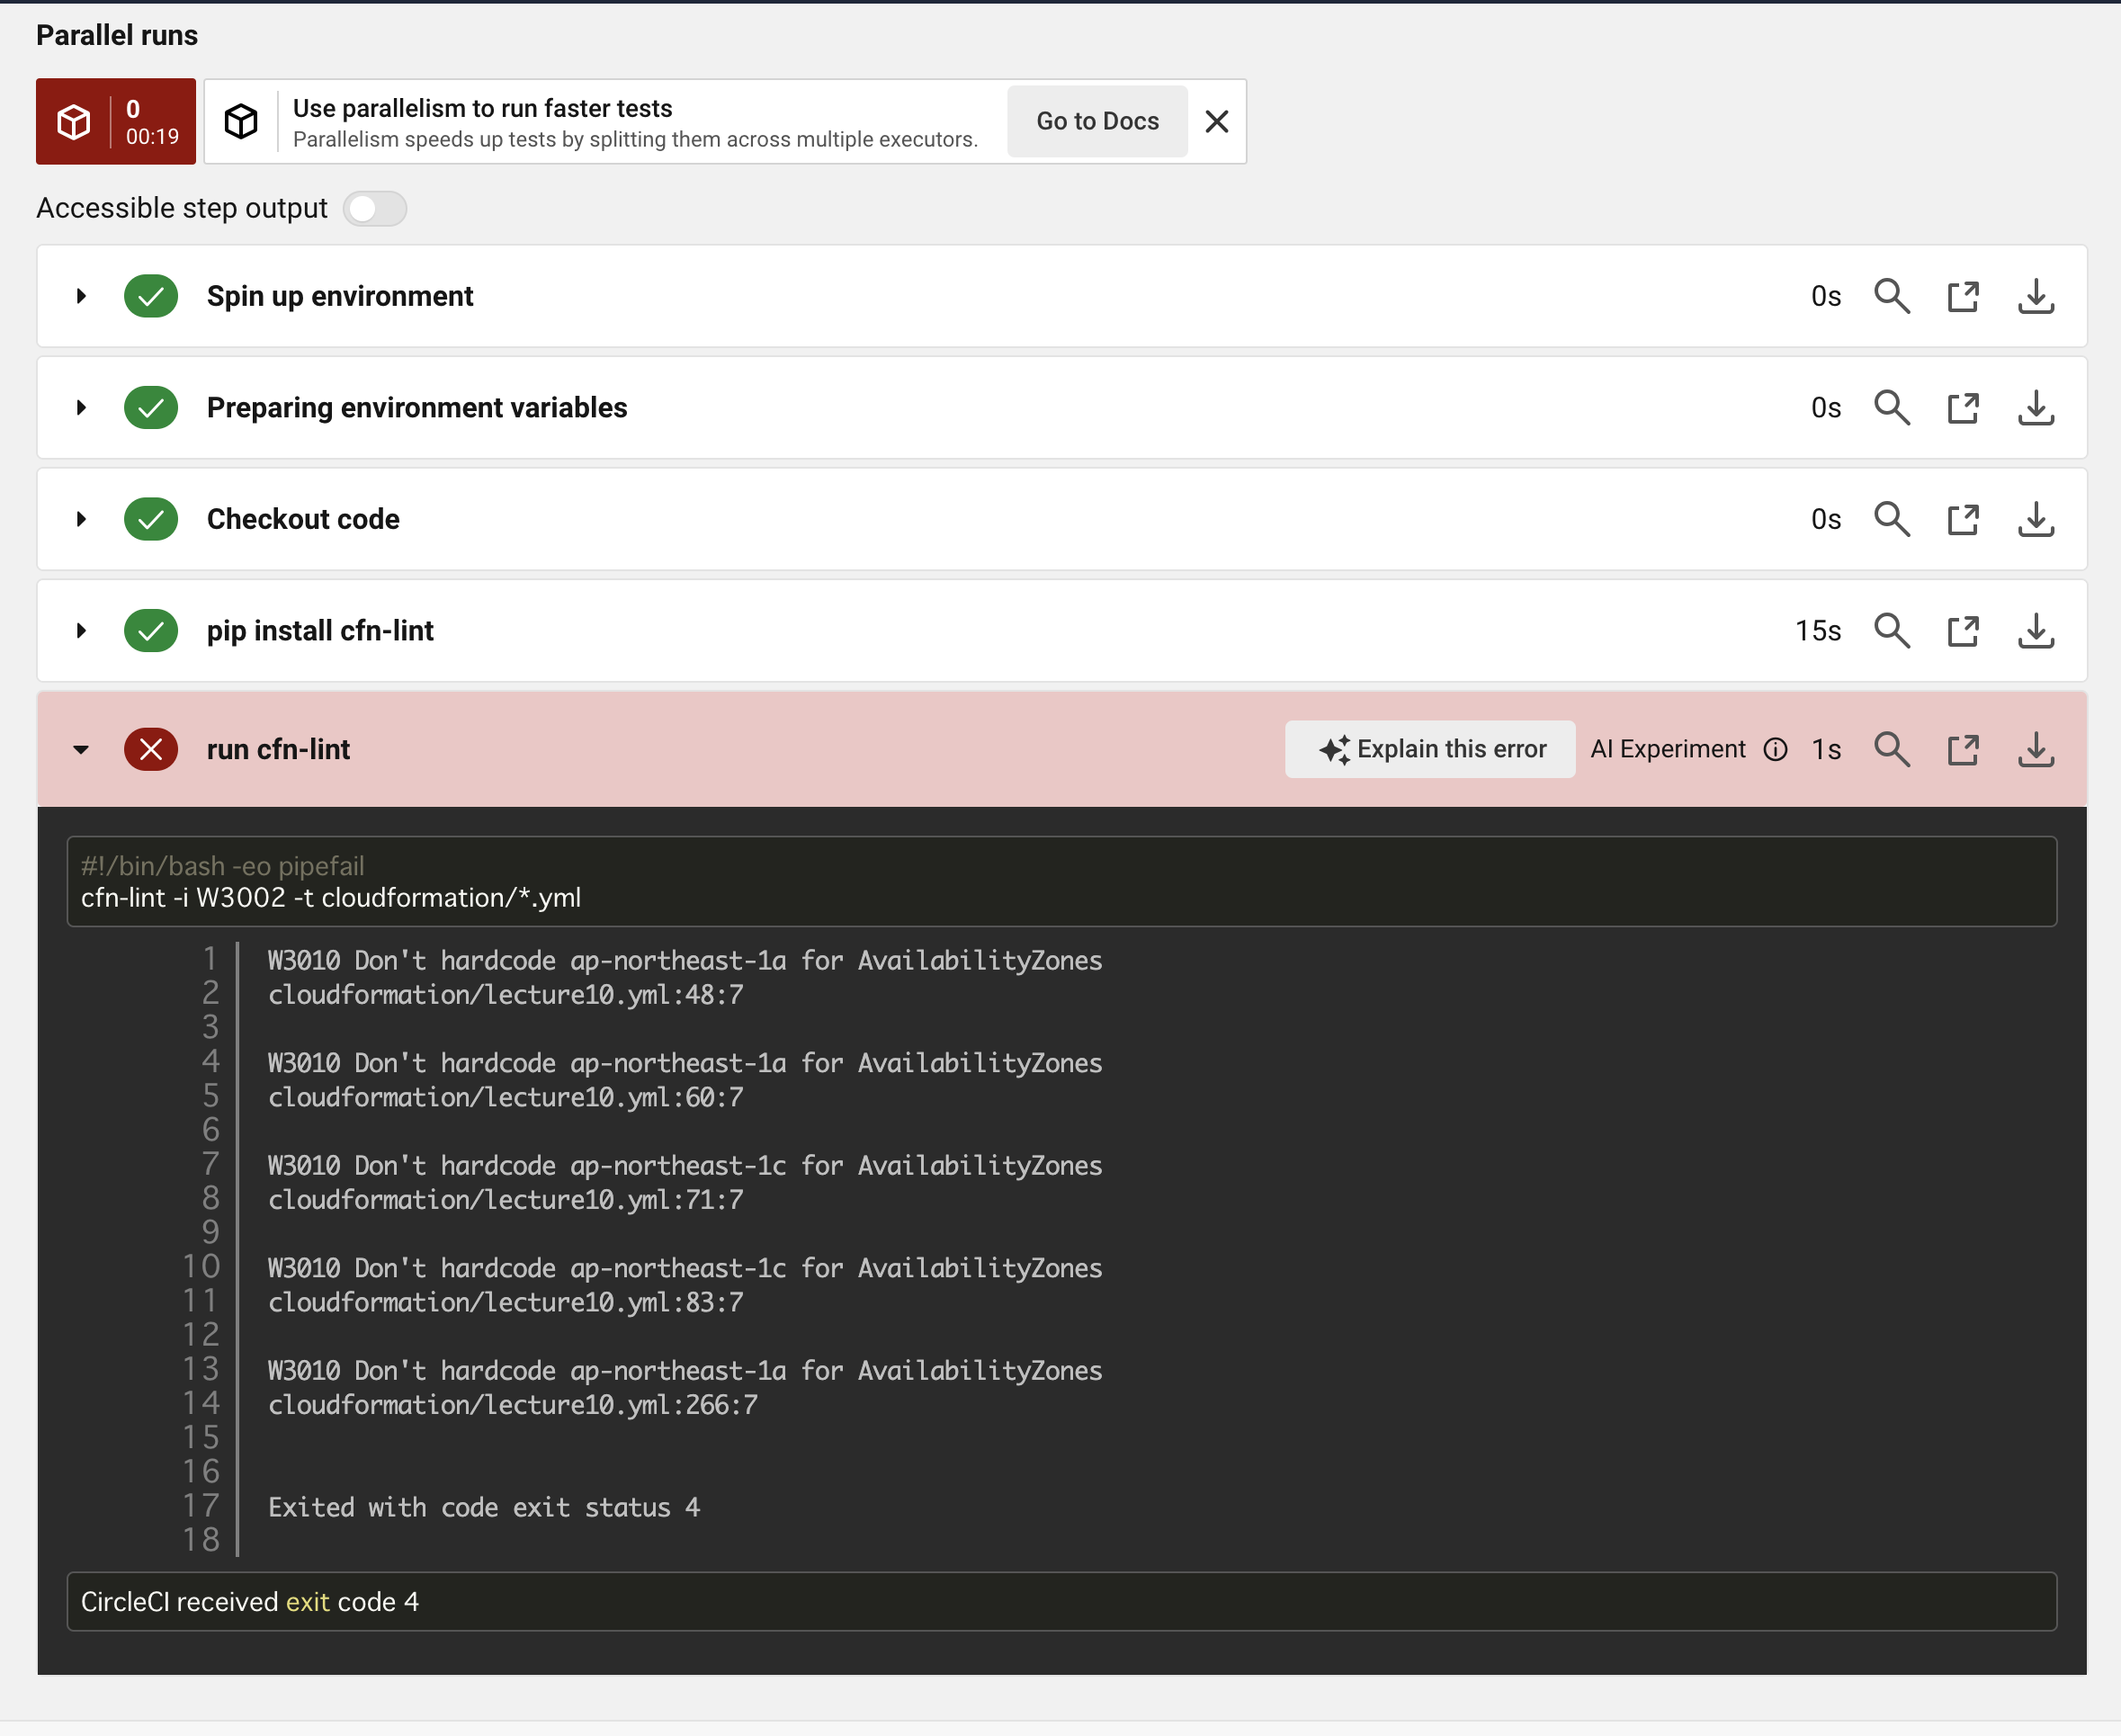 Parallel runs
0
00:19
Use parallelism to run faster tests
Parallelism speeds up tests by splitting them across multiple executors.
Go to Docs
Accessible step output
Spin up environment 0s
Preparing environment variables 0s
Checkout code 0s
pip install cfn-lint 15s
run cfn-lint Explain this error AI Experiment 1s
#!/bin/bash -eo pipefail
cfn-lint -i W3002 -t cloudformation/*.yml
1 W3010 Don't hardcode ap-northeast-1a for AvailabilityZones
2 cloudformation/lecture10.yml:48:7
3
4 W3010 Don't hardcode ap-northeast-1a for AvailabilityZones
5 cloudformation/lecture10.yml:60:7
6
7 W3010 Don't hardcode ap-northeast-1c for AvailabilityZones
8 cloudformation/lecture10.yml:71:7
9
10 W3010 Don't hardcode ap-northeast-1c for AvailabilityZones
11 cloudformation/lecture10.yml:83:7
12
13 W3010 Don't hardcode ap-northeast-1a for AvailabilityZones
14 cloudformation/lecture10.yml:266:7
15
16
17 Exited with code exit status 4
18
CircleCI received exit code 4